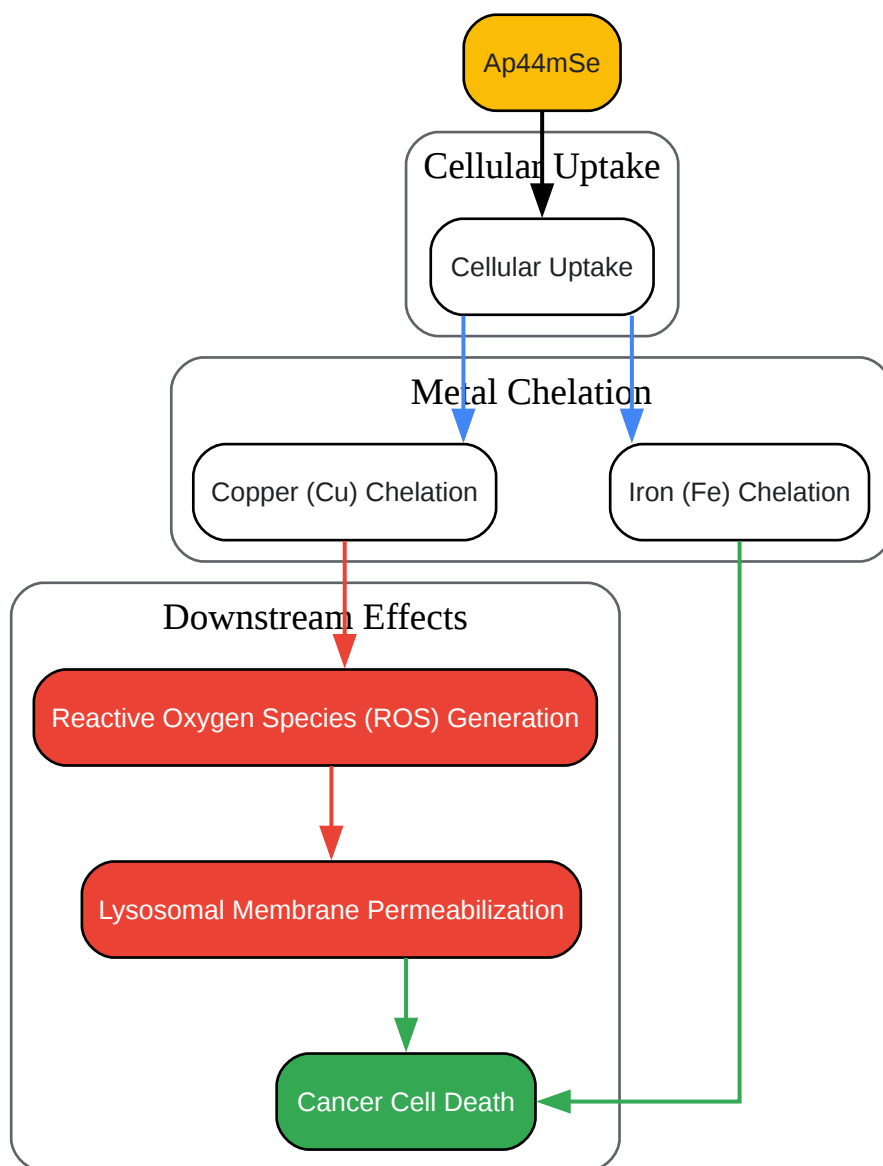 Ap44mSe
Cellular Uptake
Cellular Uptake
Metal Chelation
Copper (Cu) Chelation
Iron (Fe) Chelation
Downstream Effects
Reactive Oxygen Species (ROS) Generation
Lysosomal Membrane Permeabilization
Cancer Cell Death